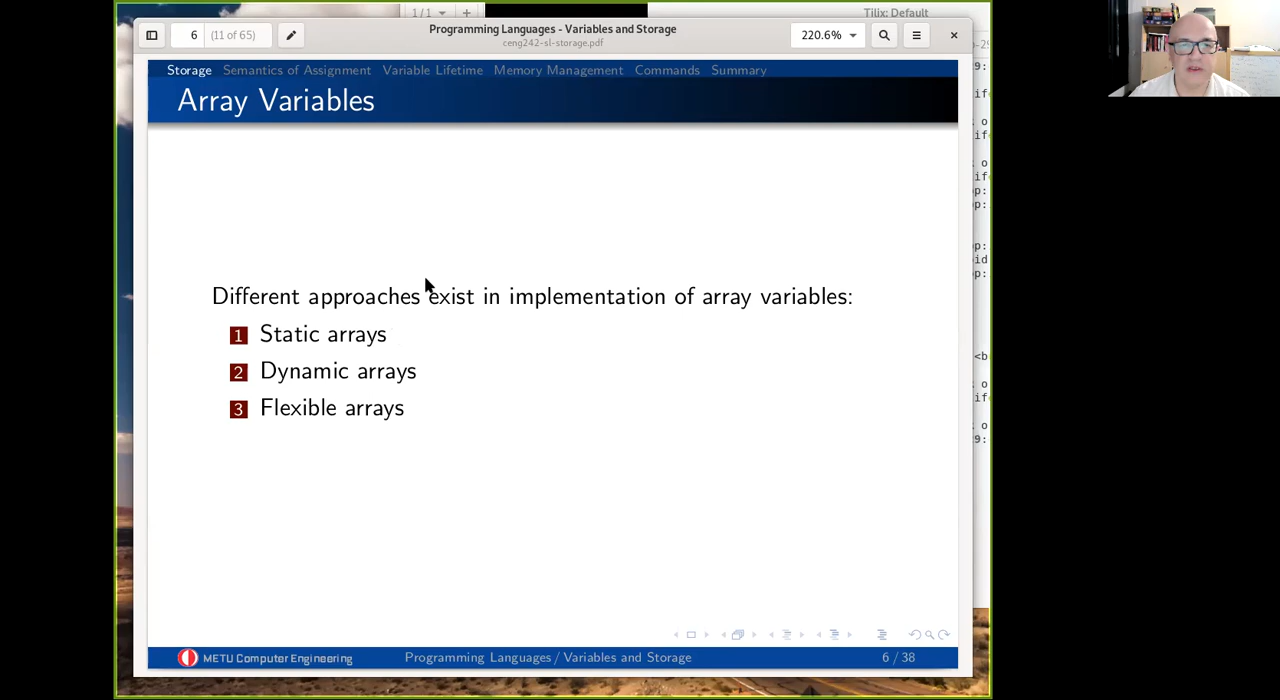 1/1
Tilix: Default
6 (11 of 65)
Programming Languages - Variables and Storage
ceng242-sl-storage.pdf
220.6%
Storage Semantics of Assignment Variable Lifetime Memory Management Commands Summary
Array Variables
Different approaches exist in implementation of array variables:
1 Static arrays
2 Dynamic arrays
3 Flexible arrays
METU Computer Engineering Programming Languages / Variables and Storage 6 / 38